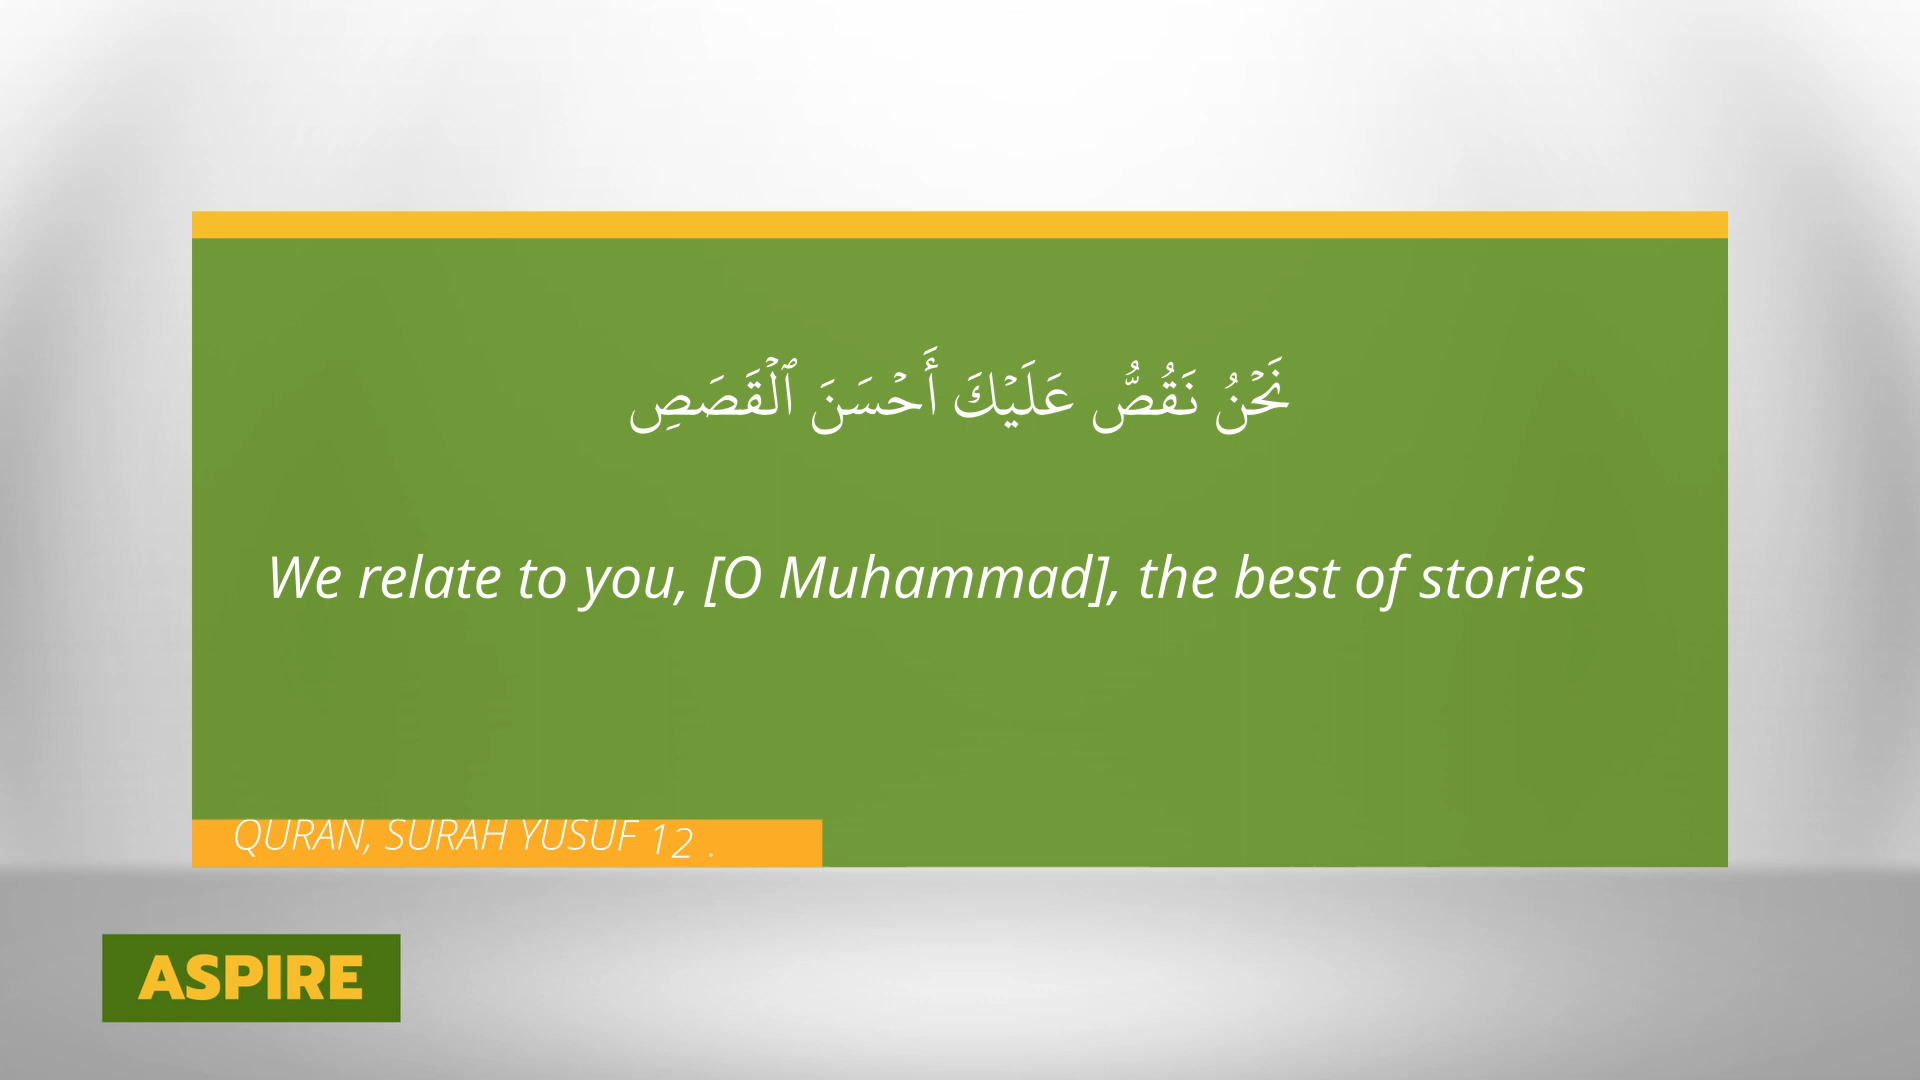 نَحْنُ نَقُصُّ عَلَيْكَ أَحْسَنَ ٱلْقَصَصِ
We relate to you, [O Muhammad], the best of stories
QURAN, SURAH YUSUF 12 .
ASPIRE